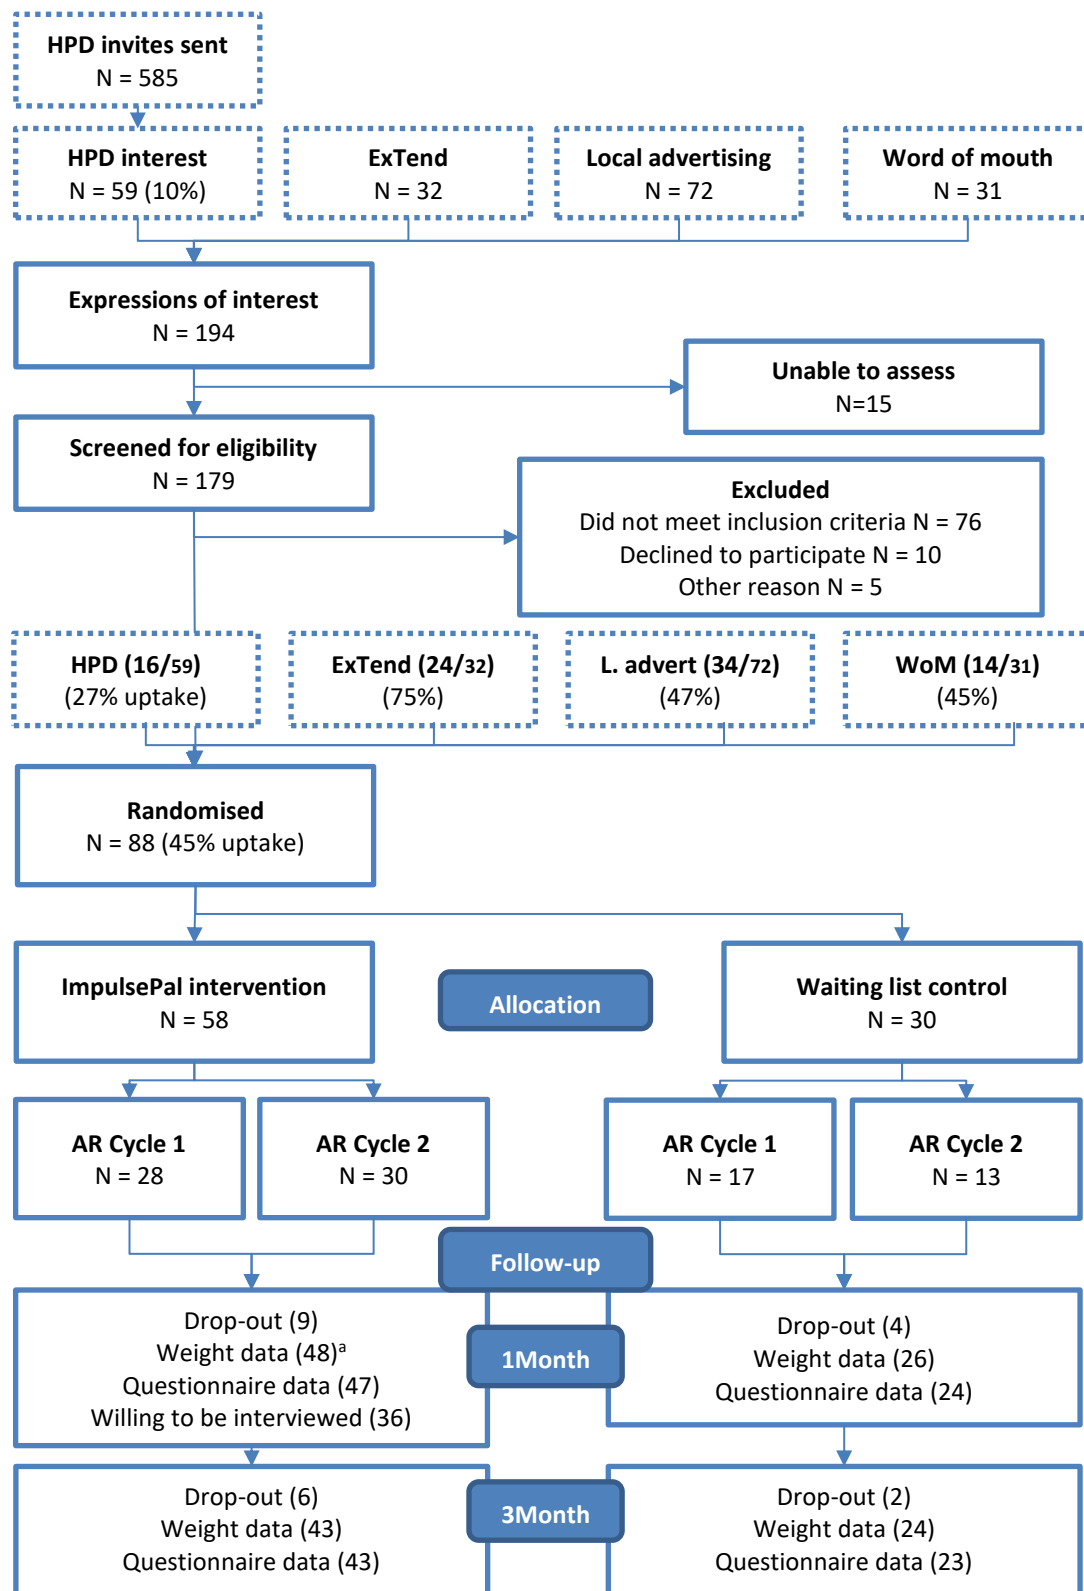 HPD invites sent
N = 585
HPD interest
N = 59 (10%)
ExTend
N = 32
Local advertising
N = 72
Word of mouth
N = 31
Expressions of interest
N = 194
Unable to assess
N=15
Screened for eligibility
N = 179
Excluded
Did not meet inclusion criteria N = 76
Declined to participate N = 10
Other reason N = 5
HPD (16/59)
(27% uptake)
ExTend (24/32)
(75%)
L. advert (34/72)
(47%)
WoM (14/31)
(45%)
Randomised
N = 88 (45% uptake)
ImpulsePal intervention
N = 58
Allocation
Waiting list control
N = 30
AR Cycle 1
N = 28
AR Cycle 2
N = 30
AR Cycle 1
N = 17
AR Cycle 2
N = 13
Follow-up
Drop-out (9)
Weight data (48)ᵃ
Questionnaire data (47)
Willing to be interviewed (36)
1Month
Drop-out (4)
Weight data (26)
Questionnaire data (24)
Drop-out (6)
Weight data (43)
Questionnaire data (43)
3Month
Drop-out (2)
Weight data (24)
Questionnaire data (23)